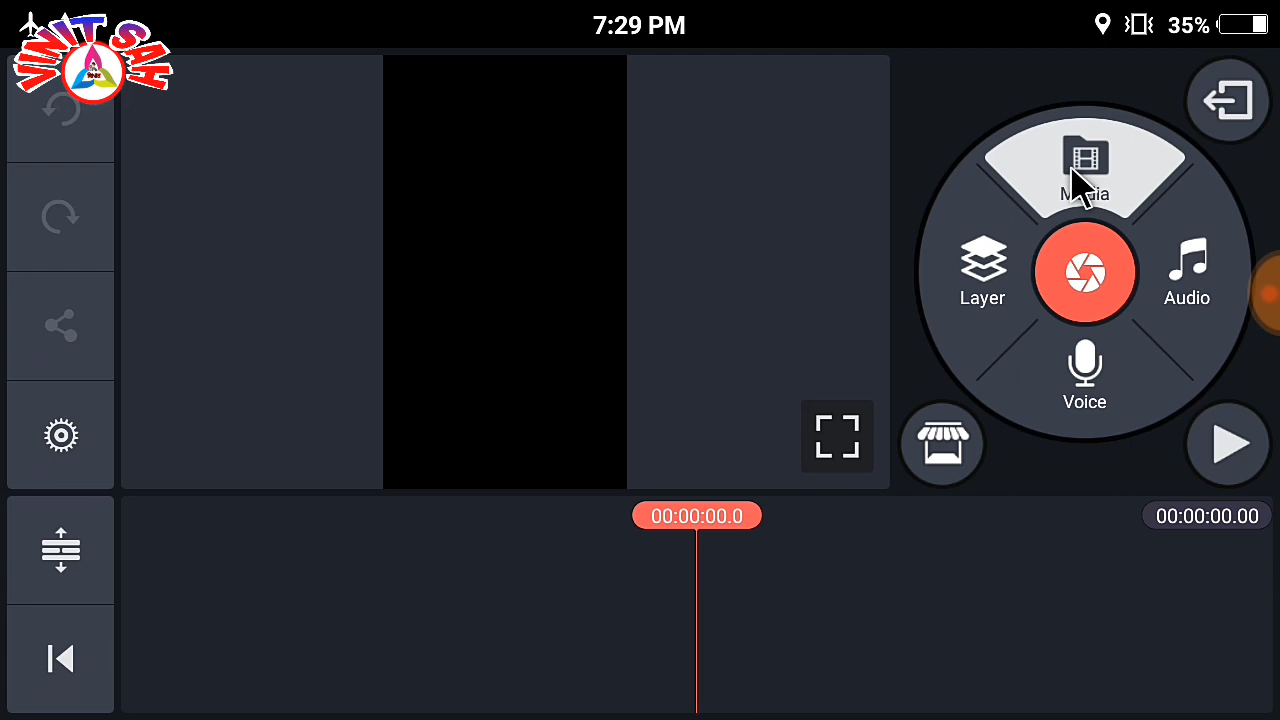 7:29 PM
35%
VINIT SAH
Media
Layer
Audio
Voice
00:00:00.0
00:00:00.00